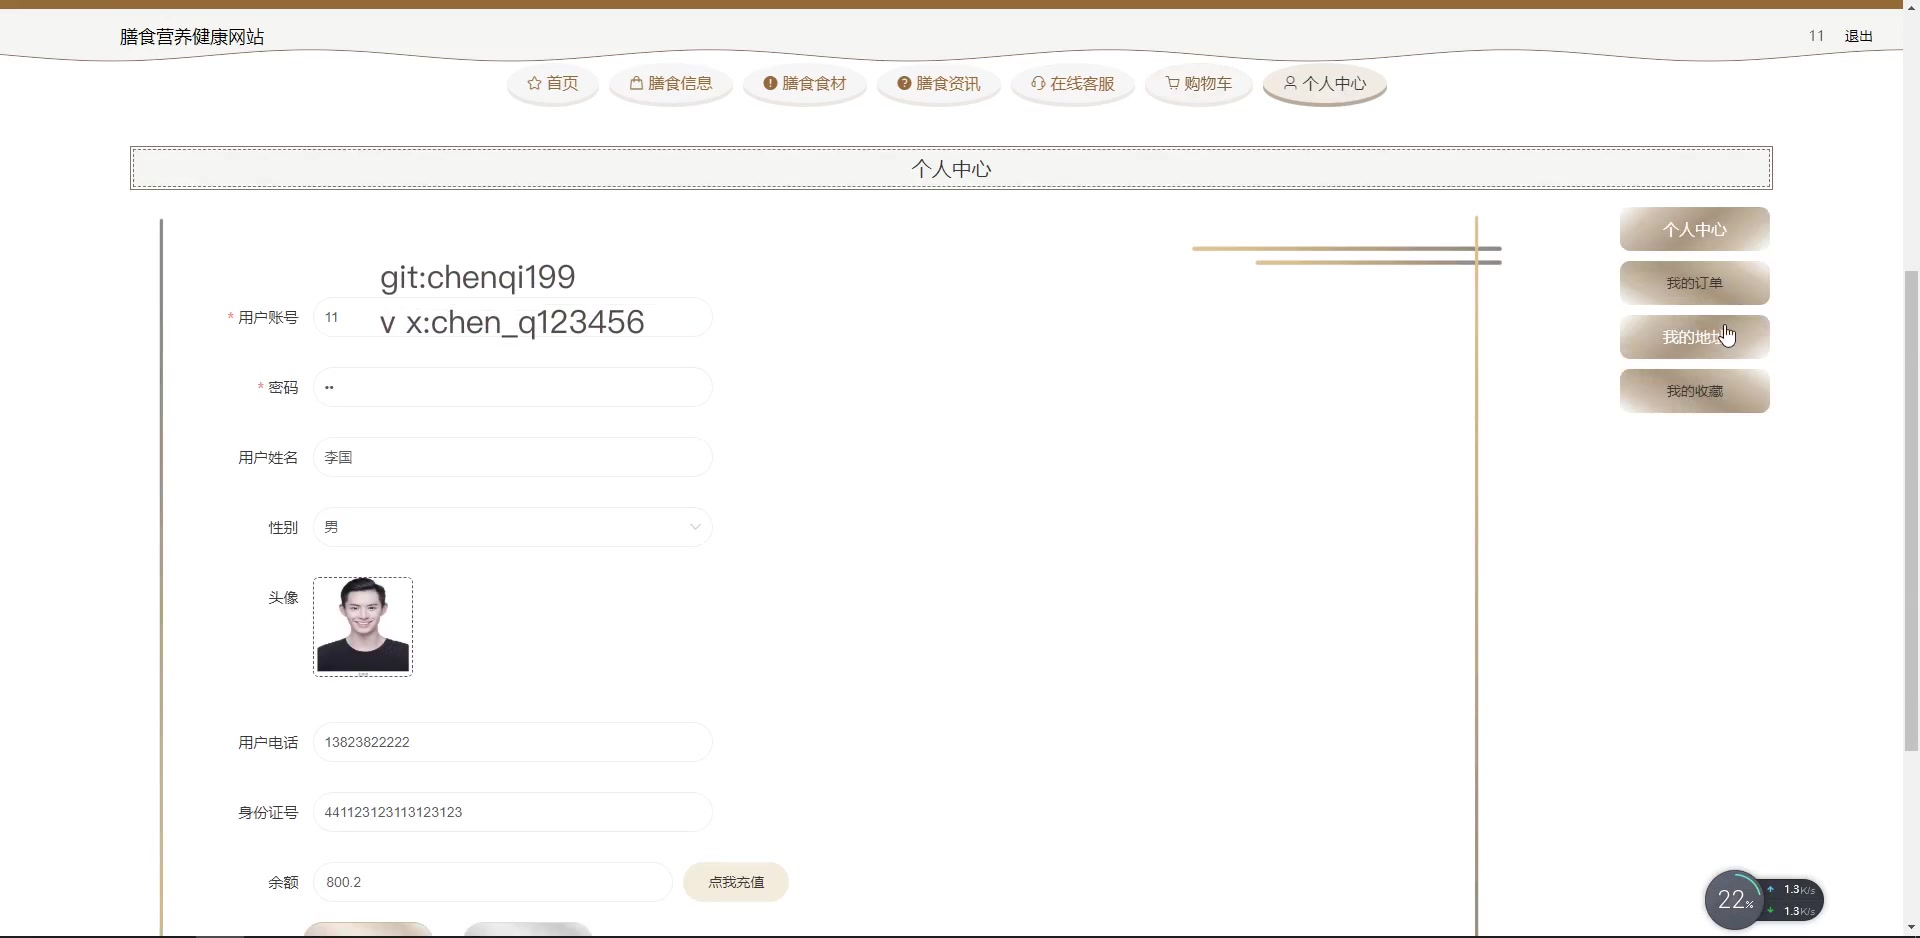 膳食营养健康网站
11 退出
首页 膳食信息 膳食食材 膳食资讯 在线客服 购物车 个人中心
个人中心
个人中心
我的订单
我的地址
我的收藏
git:chenqi199
v x:chen_q123456
* 用户账号 11
* 密码 ••
用户姓名 李国
性别 男
头像
用户电话 13823822222
身份证号 441123123113123123
余额 800.2 点我充值
22%
1.3K/s
1.3K/s